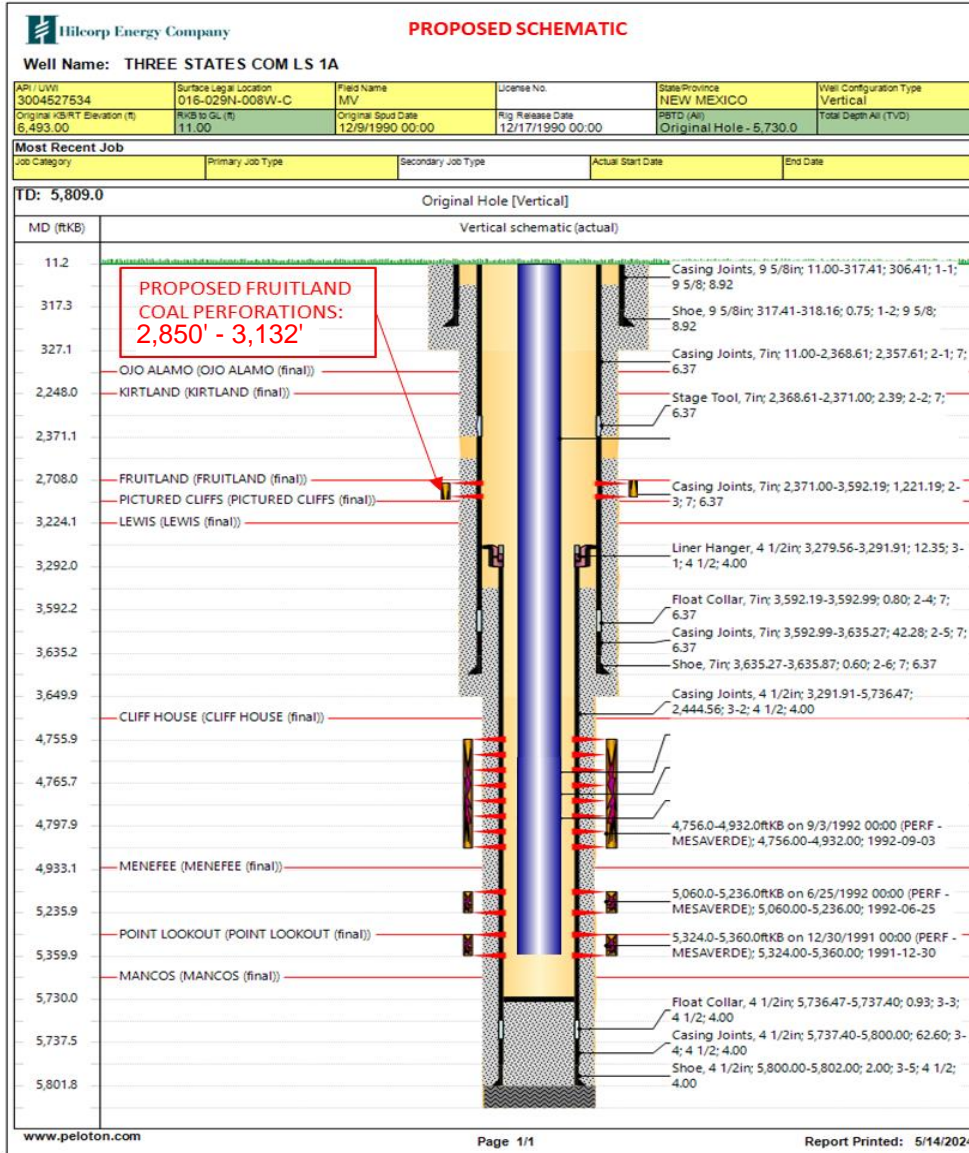 Hilcorp Energy Company
PROPOSED SCHEMATIC
Well Name: THREE STATES COM LS 1A
API / UWI
3004527534
Surface Legal Location
016-029N-008W-C
Field Name
MV
License No.
State/Province
NEW MEXICO
Well Configuration Type
Vertical
Original KB/RT Elevation (ft)
6,493.00
RKB to GL (ft)
11.00
Original Spud Date
12/9/1990 00:00
Rig Release Date
12/17/1990 00:00
PBTD (All)
Original Hole - 5,730.0
Total Depth All (TVD)
Most Recent Job
Job Category
Primary Job Type
Secondary Job Type
Actual Start Date
End Date
TD: 5,809.0
Original Hole [Vertical]
MD (ftKB)
Vertical schematic (actual)
11.2
317.3
327.1
2,248.0
2,371.1
2,708.0
3,224.1
3,292.0
3,592.2
3,635.2
3,649.9
4,755.9
4,765.7
4,797.9
4,933.1
5,235.9
5,359.9
5,730.0
5,737.5
5,801.8
PROPOSED FRUITLAND
COAL PERFORATIONS:
2,850' - 3,132'
OJO ALAMO (OJO ALAMO (final))
KIRTLAND (KIRTLAND (final))
FRUITLAND (FRUITLAND (final))
PICTURED CLIFFS (PICTURED CLIFFS (final))
LEWIS (LEWIS (final))
CLIFF HOUSE (CLIFF HOUSE (final))
MENEFEE (MENEFEE (final))
POINT LOOKOUT (POINT LOOKOUT (final))
MANCOS (MANCOS (final))
Casing Joints, 9 5/8in; 11.00-317.41; 306.41; 1-1;
9 5/8; 8.92
Shoe, 9 5/8in; 317.41-318.16; 0.75; 1-2; 9 5/8;
8.92
Casing Joints, 7in; 11.00-2,368.61; 2,357.61; 2-1; 7;
6.37
Stage Tool, 7in; 2,368.61-2,371.00; 2.39; 2-2; 7;
6.37
Casing Joints, 7in; 2,371.00-3,592.19; 1,221.19; 2-
3; 7; 6.37
Liner Hanger, 4 1/2in; 3,279.56-3,291.91; 12.35; 3-
1; 4 1/2; 4.00
Float Collar, 7in; 3,592.19-3,592.99; 0.80; 2-4; 7;
6.37
Casing Joints, 7in; 3,592.99-3,635.27; 42.28; 2-5; 7;
6.37
Shoe, 7in; 3,635.27-3,635.87; 0.60; 2-6; 7; 6.37
Casing Joints, 4 1/2in; 3,291.91-5,736.47;
2,444.56; 3-2; 4 1/2; 4.00
4,756.0-4,932.0ftKB on 9/3/1992 00:00 (PERF -
MESAVERDE); 4,756.00-4,932.00; 1992-09-03
5,060.0-5,236.0ftKB on 6/25/1992 00:00 (PERF -
MESAVERDE); 5,060.00-5,236.00; 1992-06-25
5,324.0-5,360.0ftKB on 12/30/1991 00:00 (PERF -
MESAVERDE); 5,324.00-5,360.00; 1991-12-30
Float Collar, 4 1/2in; 5,736.47-5,737.40; 0.93; 3-3;
4 1/2; 4.00
Casing Joints, 4 1/2in; 5,737.40-5,800.00; 62.60; 3-
4; 4 1/2; 4.00
Shoe, 4 1/2in; 5,800.00-5,802.00; 2.00; 3-5; 4 1/2;
4.00
www.peloton.com
Page 1/1
Report Printed: 5/14/2024